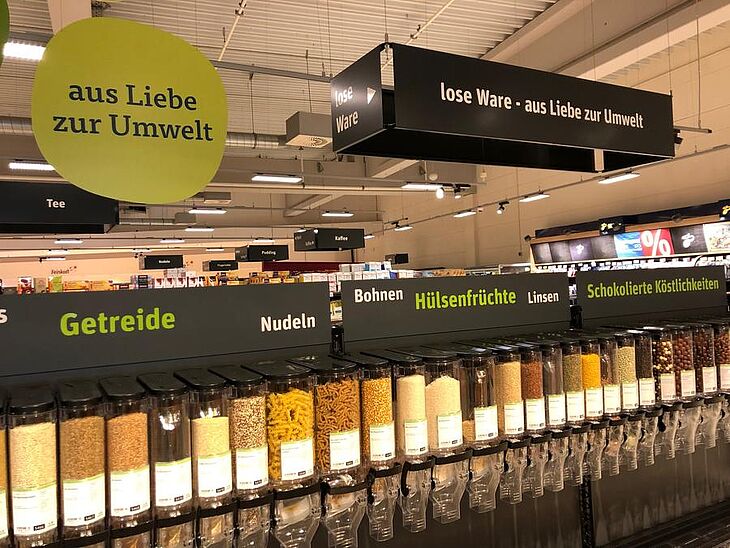 aus Liebe
zur Umwelt
lose
Ware
lose Ware - aus Liebe zur Umwelt
Tee
Kaffee
Pudding
Feinkost
%
Getreide
Nudeln
Bohnen
Hülsenfrüchte
Linsen
Schokolierte Köstlichkeiten